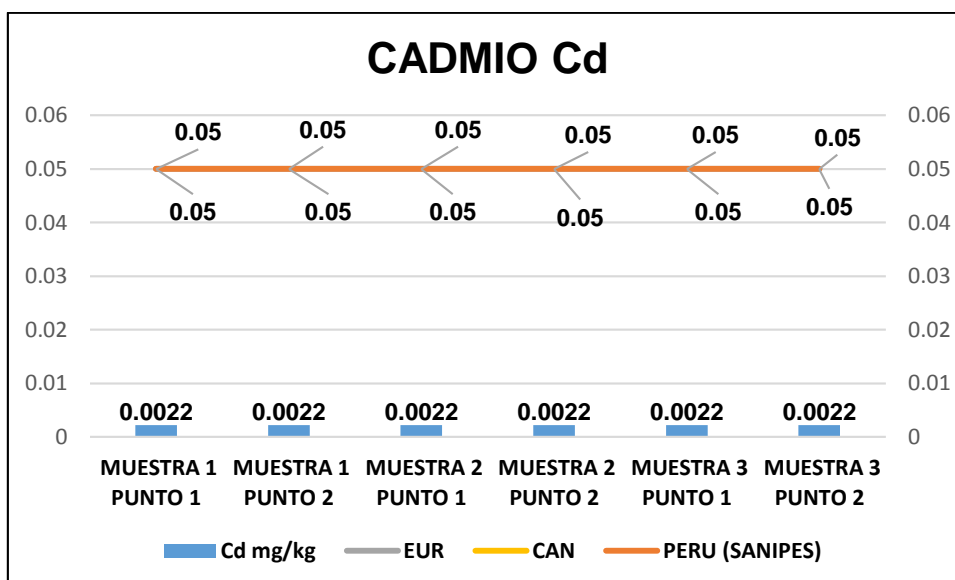 CADMIO Cd
0.06 0.06
0.05 0.05 0.05 0.05 0.05 0.05
0.05 0.05
0.05 0.05 0.05 0.05 0.05 0.05
0.04 0.04
0.03 0.03
0.02 0.02
0.01 0.01
0.0022 0.0022 0.0022 0.0022 0.0022 0.0022
0 0
MUESTRA 1 MUESTRA 1 MUESTRA 2 MUESTRA 2 MUESTRA 3 MUESTRA 3
PUNTO 1 PUNTO 2 PUNTO 1 PUNTO 2 PUNTO 1 PUNTO 2
Cd mg/kg EUR CAN PERU (SANIPES)